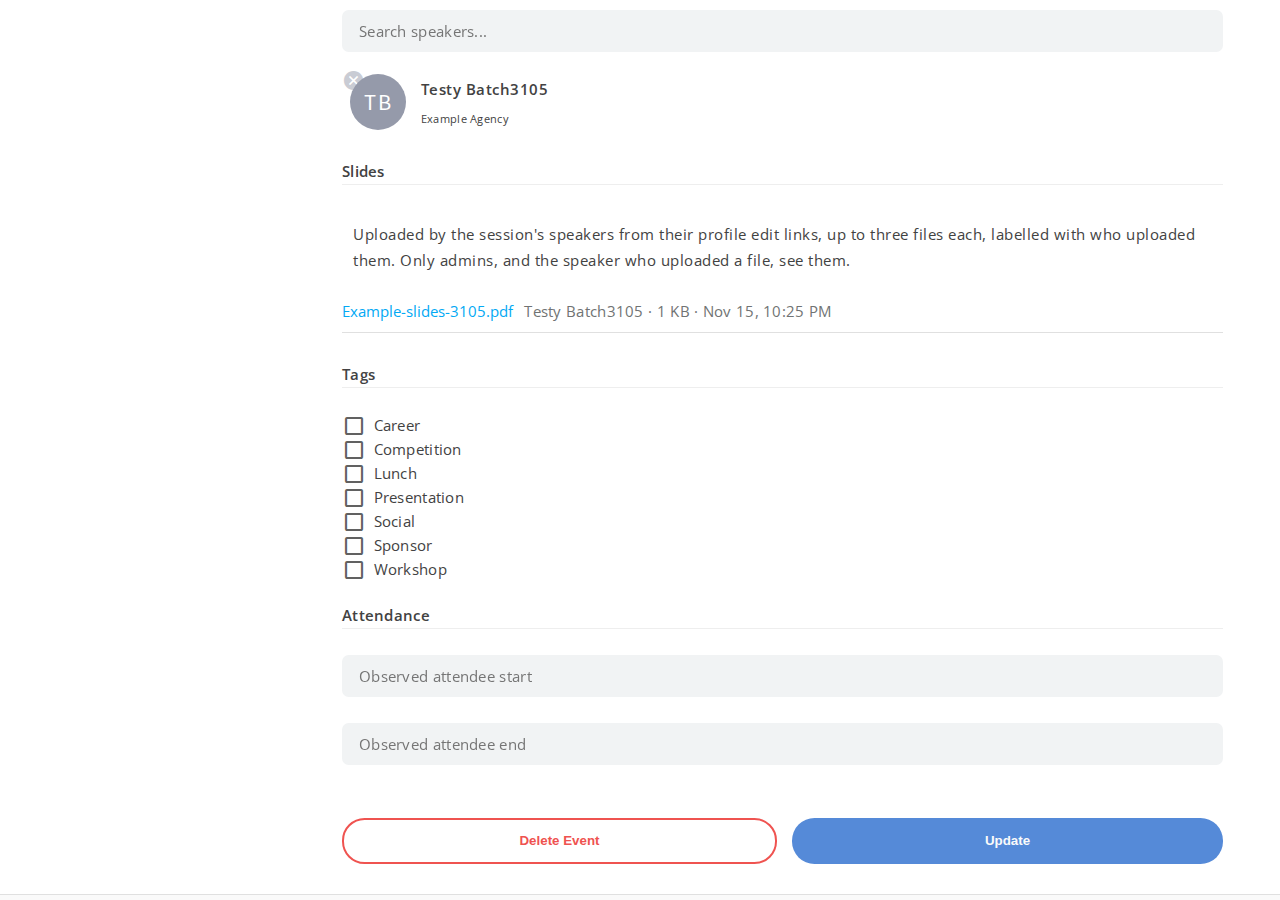 Search speakers...
TB
Testy Batch3105
Example Agency
Slides
Uploaded by the session's speakers from their profile edit links, up to three files each, labelled with who uploaded
them. Only admins, and the speaker who uploaded a file, see them.
Example-slides-3105.pdf Testy Batch3105 · 1 KB · Nov 15, 10:25 PM
Tags
Career
Competition
Lunch
Presentation
Social
Sponsor
Workshop
Attendance
Observed attendee start
Observed attendee end
Delete Event Update